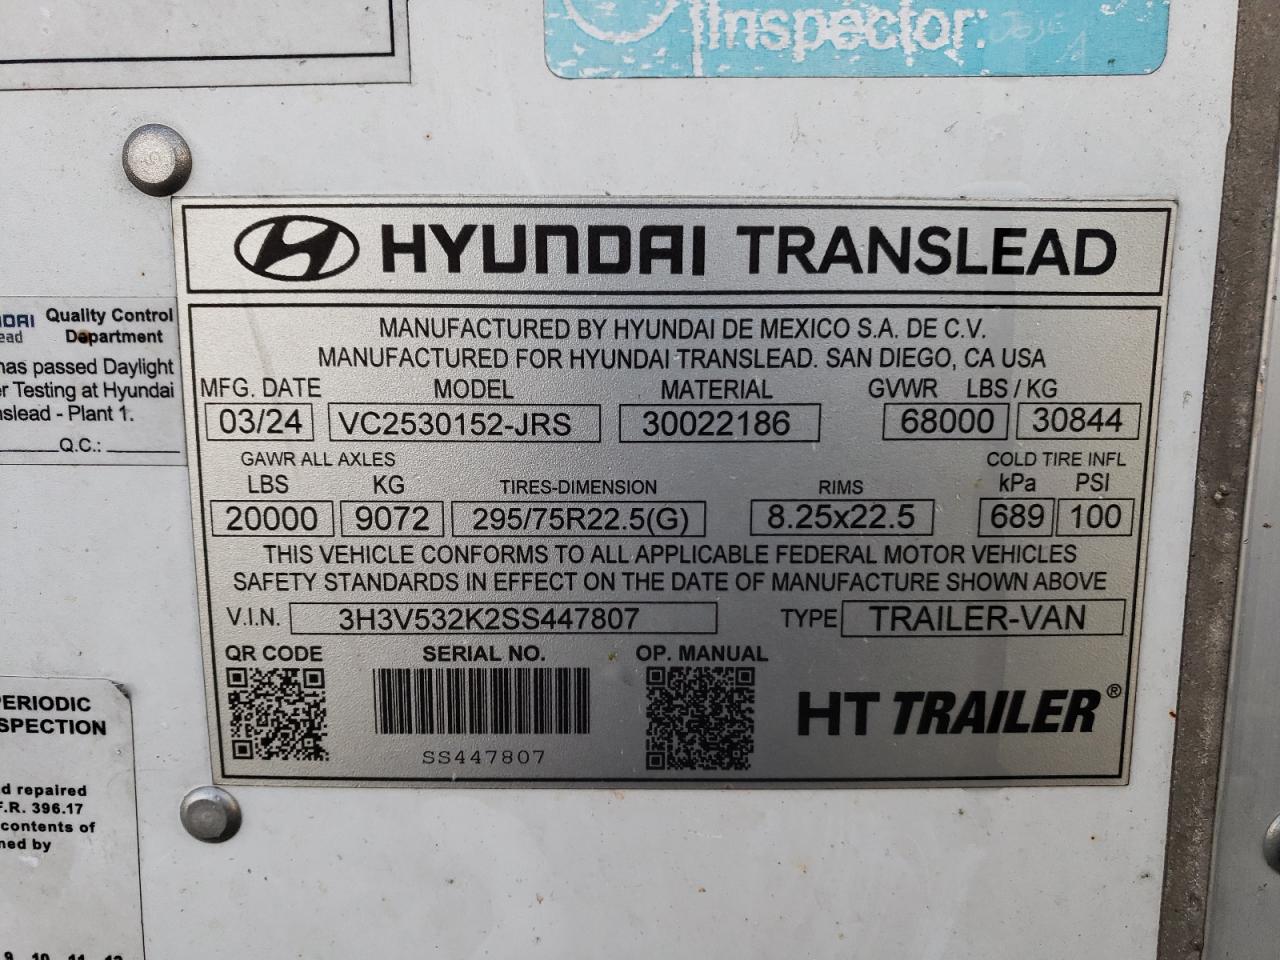 Inspector:
HYUNDAI TRANSLEAD
MANUFACTURED BY HYUNDAI DE MEXICO S.A. DE C.V.
MANUFACTURED FOR HYUNDAI TRANSLEAD. SAN DIEGO, CA USA
MFG. DATE MODEL MATERIAL GVWR LBS / KG
03/24 VC2530152-JRS 30022186 68000 30844
GAWR ALL AXLES COLD TIRE INFL
LBS KG TIRES-DIMENSION RIMS kPa PSI
20000 9072 295/75R22.5(G) 8.25x22.5 689 100
THIS VEHICLE CONFORMS TO ALL APPLICABLE FEDERAL MOTOR VEHICLES
SAFETY STANDARDS IN EFFECT ON THE DATE OF MANUFACTURE SHOWN ABOVE
V.I.N. 3H3V532K2SS447807 TYPE TRAILER-VAN
QR CODE SERIAL NO. OP. MANUAL
SS447807
HT TRAILER®
Quality Control
Department
has passed Daylight
Testing at Hyundai
- Plant 1.
Q.C.:
PERIODIC
repaired
396.17
contents of
by
9 10 11 12